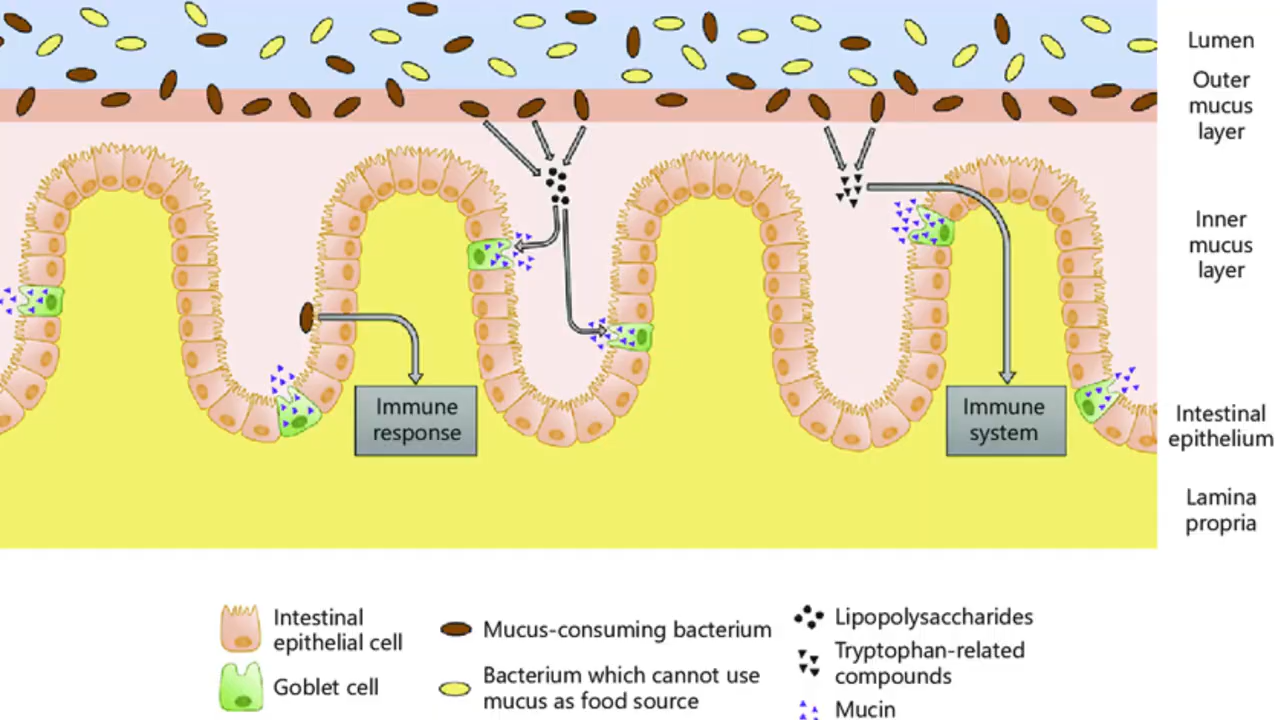 Lumen
Outer
mucus
layer
Inner
mucus
layer
Immune
response
Immune
system
Intestinal
epithelium
Lamina
propria
Intestinal
epithelial cell
Goblet cell
Mucus-consuming bacterium
Bacterium which cannot use
mucus as food source
Lipopolysaccharides
Tryptophan-related
compounds
Mucin